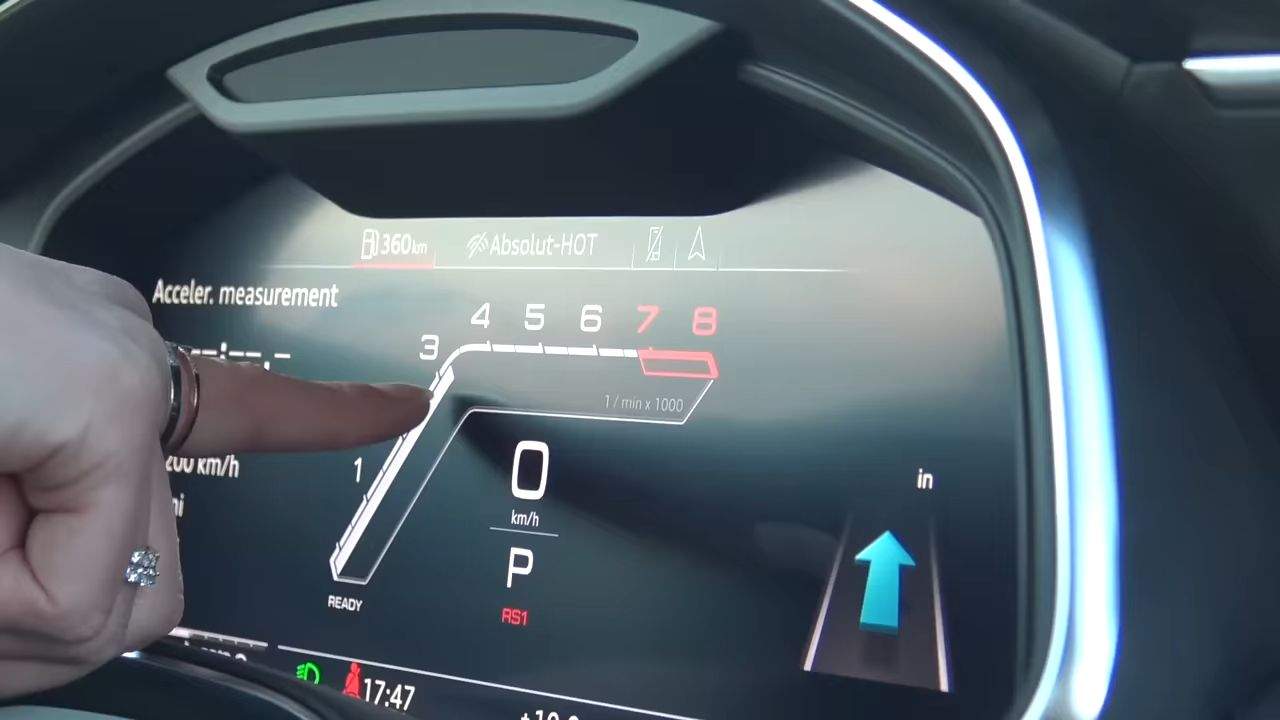 360km Absolut-HOT
Acceler. measurement
--:--.-
4 5 6 7 8
3
1 / min x 1000
1
0
km/h
km/h
in
P
READY
RS1
17:47